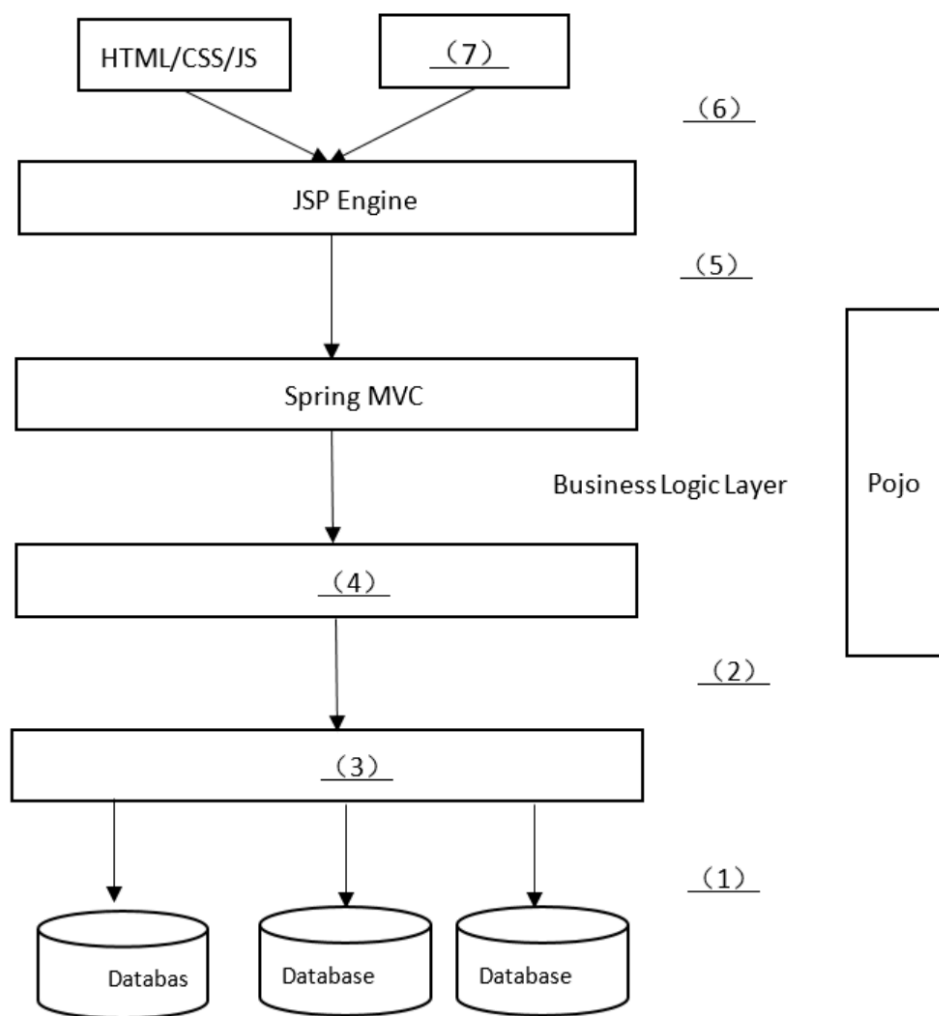 HTML/CSS/JS
（7）
（6）
JSP Engine
（5）
Spring MVC
Business Logic Layer
Pojo
（4）
（2）
（3）
（1）
Databas
Database
Database